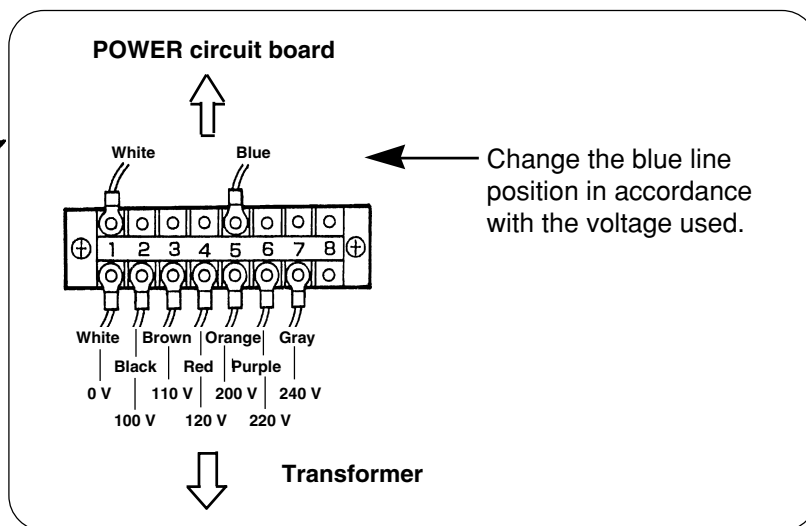 POWER circuit board
White Blue
Change the blue line
position in accordance
with the voltage used.
1 2 3 4 5 6 7 8
White Brown Orange Gray
Black Red Purple
0 V 110 V 200 V 240 V
100 V 120 V 220 V
Transformer